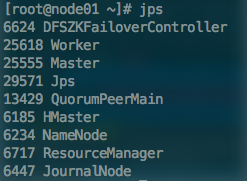 [root@node01 ~]# jps
6624 DFSZKFailoverController
25618 Worker
25555 Master
29571 Jps
13429 QuorumPeerMain
6185 HMaster
6234 NameNode
6717 ResourceManager
6447 JournalNode